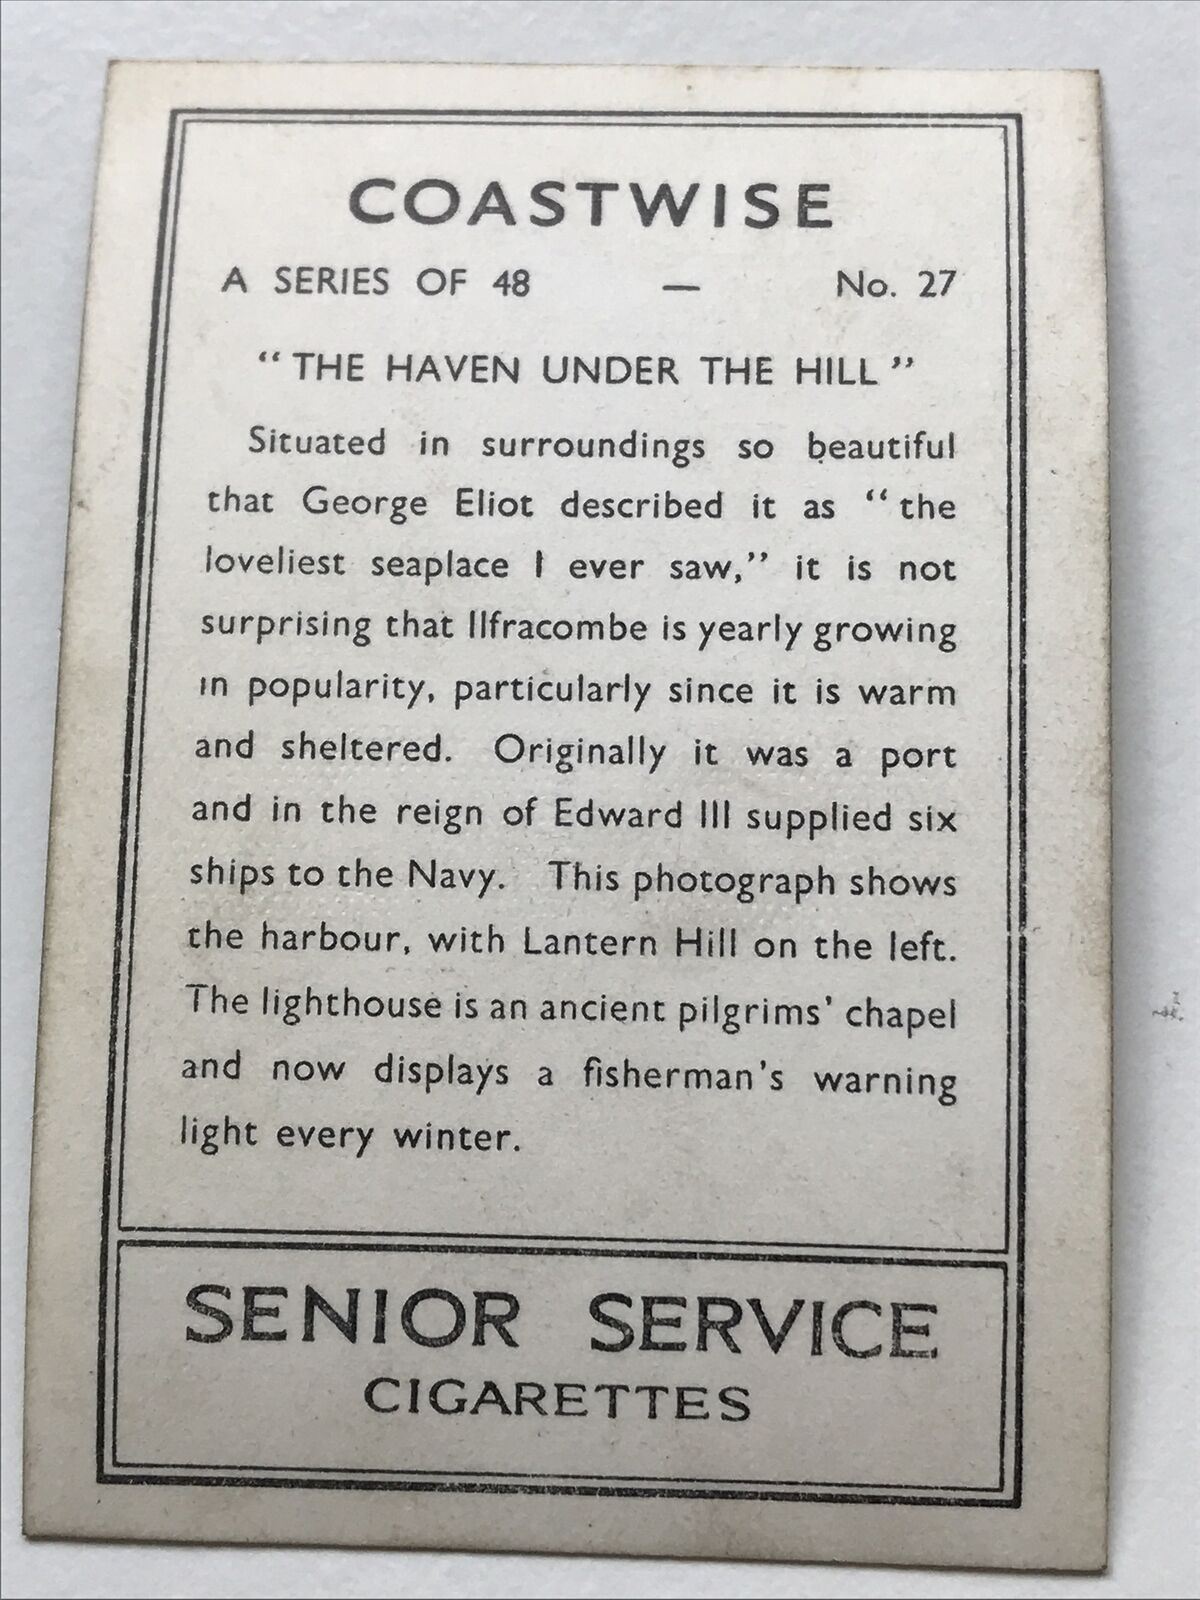 COASTWISE
A SERIES OF 48 — No. 27
“THE HAVEN UNDER THE HILL”
Situated in surroundings so beautiful
that George Eliot described it as “the
loveliest seaplace I ever saw,” it is not
surprising that Ilfracombe is yearly growing
in popularity, particularly since it is warm
and sheltered. Originally it was a port
and in the reign of Edward III supplied six
ships to the Navy. This photograph shows
the harbour, with Lantern Hill on the left.
The lighthouse is an ancient pilgrims’ chapel
and now displays a fisherman’s warning
light every winter.
SENIOR SERVICE
CIGARETTES